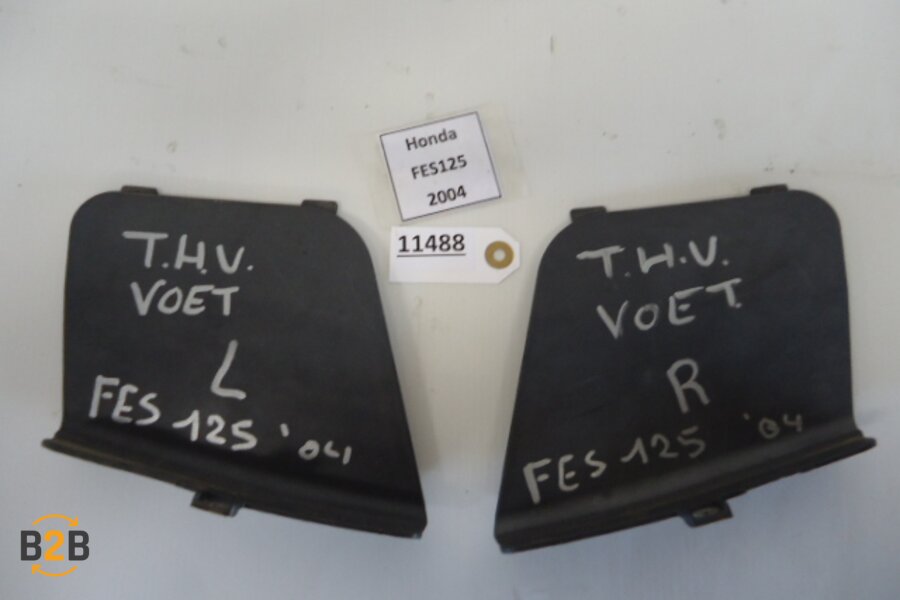 Honda
FES125
2004
11488
T.H.V.
VOET
L
FES 125 '04
T.H.V.
VOET
R
FES 125 '04
B2B